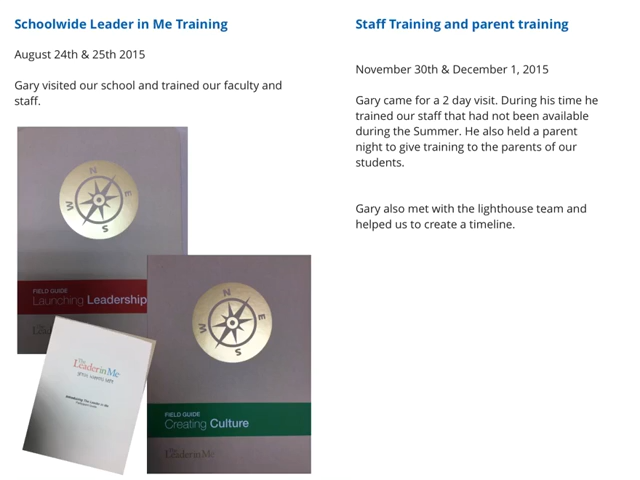 Schoolwide Leader in Me Training
August 24th & 25th 2015
Gary visited our school and trained our faculty and
staff.
N
E
S
W
FIELD GUIDE
Launching Leadership
The
Leader in Me
N
E
S
W
FIELD GUIDE
Creating Culture
Leader in Me
Staff Training and parent training
November 30th & December 1, 2015
Gary came for a 2 day visit. During his time he
trained our staff that had not been available
during the Summer. He also held a parent
night to give training to the parents of our
students.
Gary also met with the lighthouse team and
helped us to create a timeline.